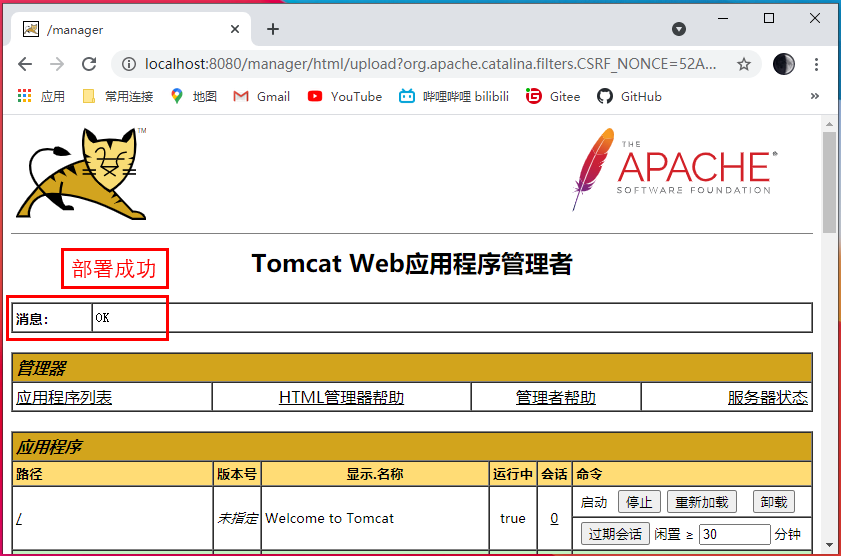 /manager
localhost:8080/manager/html/upload?org.apache.catalina.filters.CSRF_NONCE=52A...
应用 常用连接 地图 Gmail YouTube 哔哩哔哩 bilibili Gitee GitHub »
TM
THE
APACHE®
SOFTWARE FOUNDATION
部署成功
Tomcat Web应用程序管理者
消息: OK
管理器
应用程序列表 HTML管理器帮助 管理者帮助 服务器状态
应用程序
路径 版本号 显示.名称 运行中 会话 命令
/ 未指定 Welcome to Tomcat true 0 启动 停止 重新加载 卸载
过期会话 闲置 ≥ 30 分钟